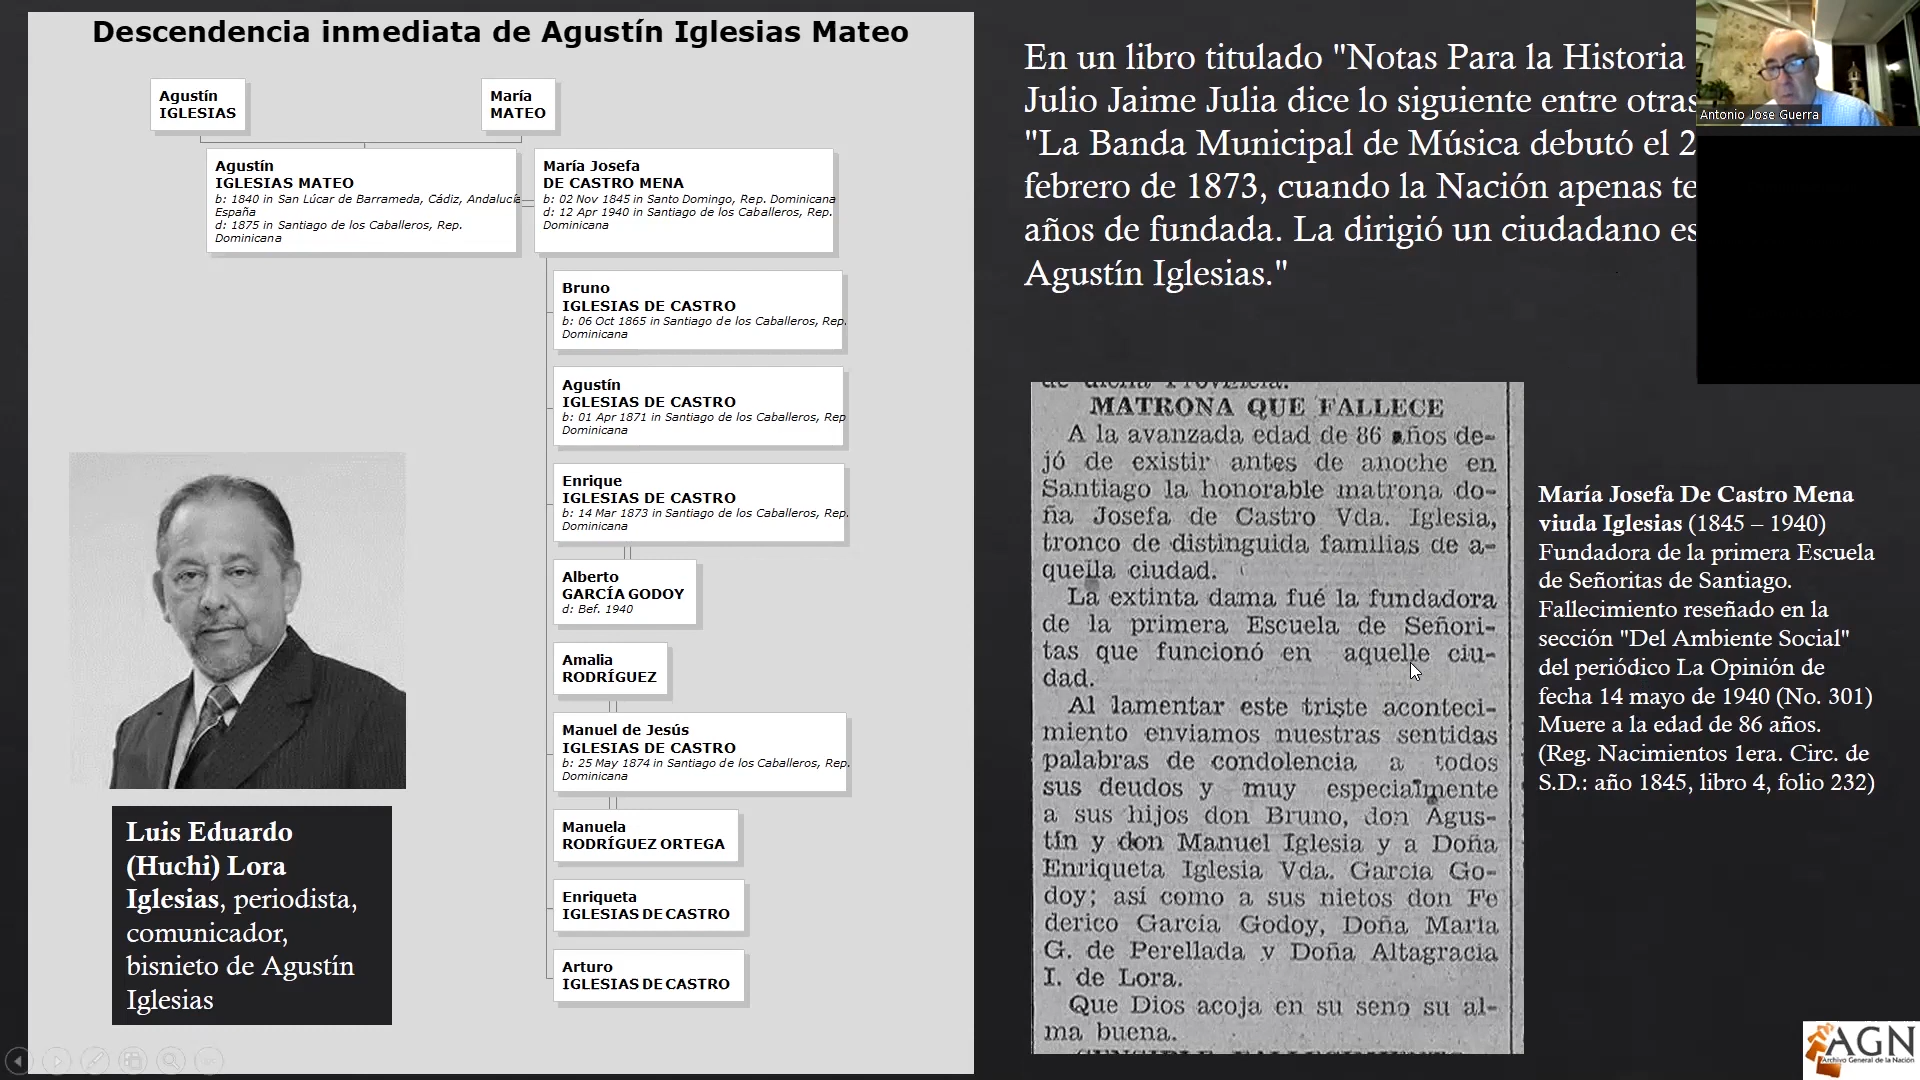 Descendencia inmediata de Agustín Iglesias Mateo
Agustín
IGLESIAS
María
MATEO
Agustín
IGLESIAS MATEO
b: 1840 in San Lúcar de Barrameda, Cádiz, Andalucía
España
d: 1875 in Santiago de los Caballeros, Rep.
Dominicana
María Josefa
DE CASTRO MENA
b: 02 Nov 1845 in Santo Domingo, Rep. Dominicana
d: 12 Apr 1940 in Santiago de los Caballeros, Rep.
Dominicana
Bruno
IGLESIAS DE CASTRO
b: 06 Oct 1865 in Santiago de los Caballeros, Rep.
Dominicana
Agustín
IGLESIAS DE CASTRO
b: 01 Apr 1871 in Santiago de los Caballeros, Rep
Dominicana
Enrique
IGLESIAS DE CASTRO
b: 14 Mar 1873 in Santiago de los Caballeros, Rep.
Dominicana
Alberto
GARCÍA GODOY
d: Bef. 1940
Amalia
RODRÍGUEZ
Manuel de Jesús
IGLESIAS DE CASTRO
b: 25 May 1874 in Santiago de los Caballeros, Rep.
Dominicana
Manuela
RODRÍGUEZ ORTEGA
Enriqueta
IGLESIAS DE CASTRO
Arturo
IGLESIAS DE CASTRO
Luis Eduardo
(Huchi) Lora
Iglesias, periodista,
comunicador,
bisnieto de Agustín
Iglesias
En un libro titulado "Notas Para la Historia
Julio Jaime Julia dice lo siguiente entre otras
"La Banda Municipal de Música debutó el 2
febrero de 1873, cuando la Nación apenas te
años de fundada. La dirigió un ciudadano es
Agustín Iglesias."
Antonio Jose Guerra
de dicha Provincia.
MATRONA QUE FALLECE
A la avanzada edad de 86 años de-
jó de existir antes de anoche en
Santiago la honorable matrona do-
ña Josefa de Castro Vda. Iglesia,
tronco de distinguida familias de a-
quella ciudad.
La extinta dama fué la fundadora
de la primera Escuela de Señori-
tas que funcionó en aquelle ciu-
dad.
Al lamentar este triste aconteci-
miento enviamos nuestras sentidas
palabras de condolencia a todos
sus deudos y muy especialmente
a sus hijos don Bruno, don Agus-
tín y don Manuel Iglesia y a Doña
Enriqueta Iglesia Vda. Garcia Go-
doy; así como a sus nietos don Fe
derico García Godoy, Doña Maria
G. de Perellada y Doña Altagracia
I. de Lora.
Que Dios acoja en su seno su al-
ma buena.
María Josefa De Castro Mena
viuda Iglesias (1845 – 1940)
Fundadora de la primera Escuela
de Señoritas de Santiago.
Fallecimiento reseñado en la
sección "Del Ambiente Social"
del periódico La Opinión de
fecha 14 mayo de 1940 (No. 301)
Muere a la edad de 86 años.
(Reg. Nacimientos 1era. Circ. de
S.D.: año 1845, libro 4, folio 232)
AGN
Archivo General de la Nación